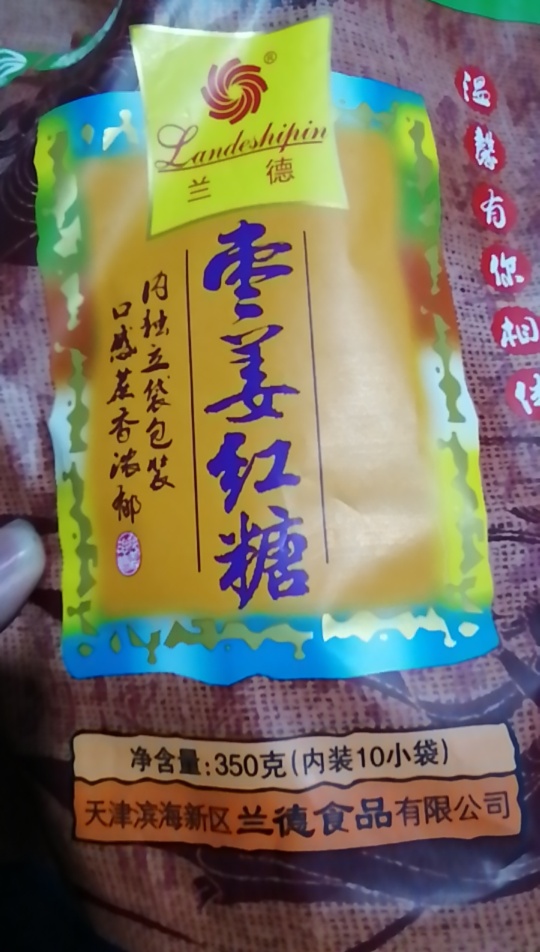 Landeshipin
兰德
枣姜红糖
内独立袋包装
口感蔗香浓郁
温馨有你相伴
净含量:350克(内装10小袋)
天津滨海新区兰德食品有限公司